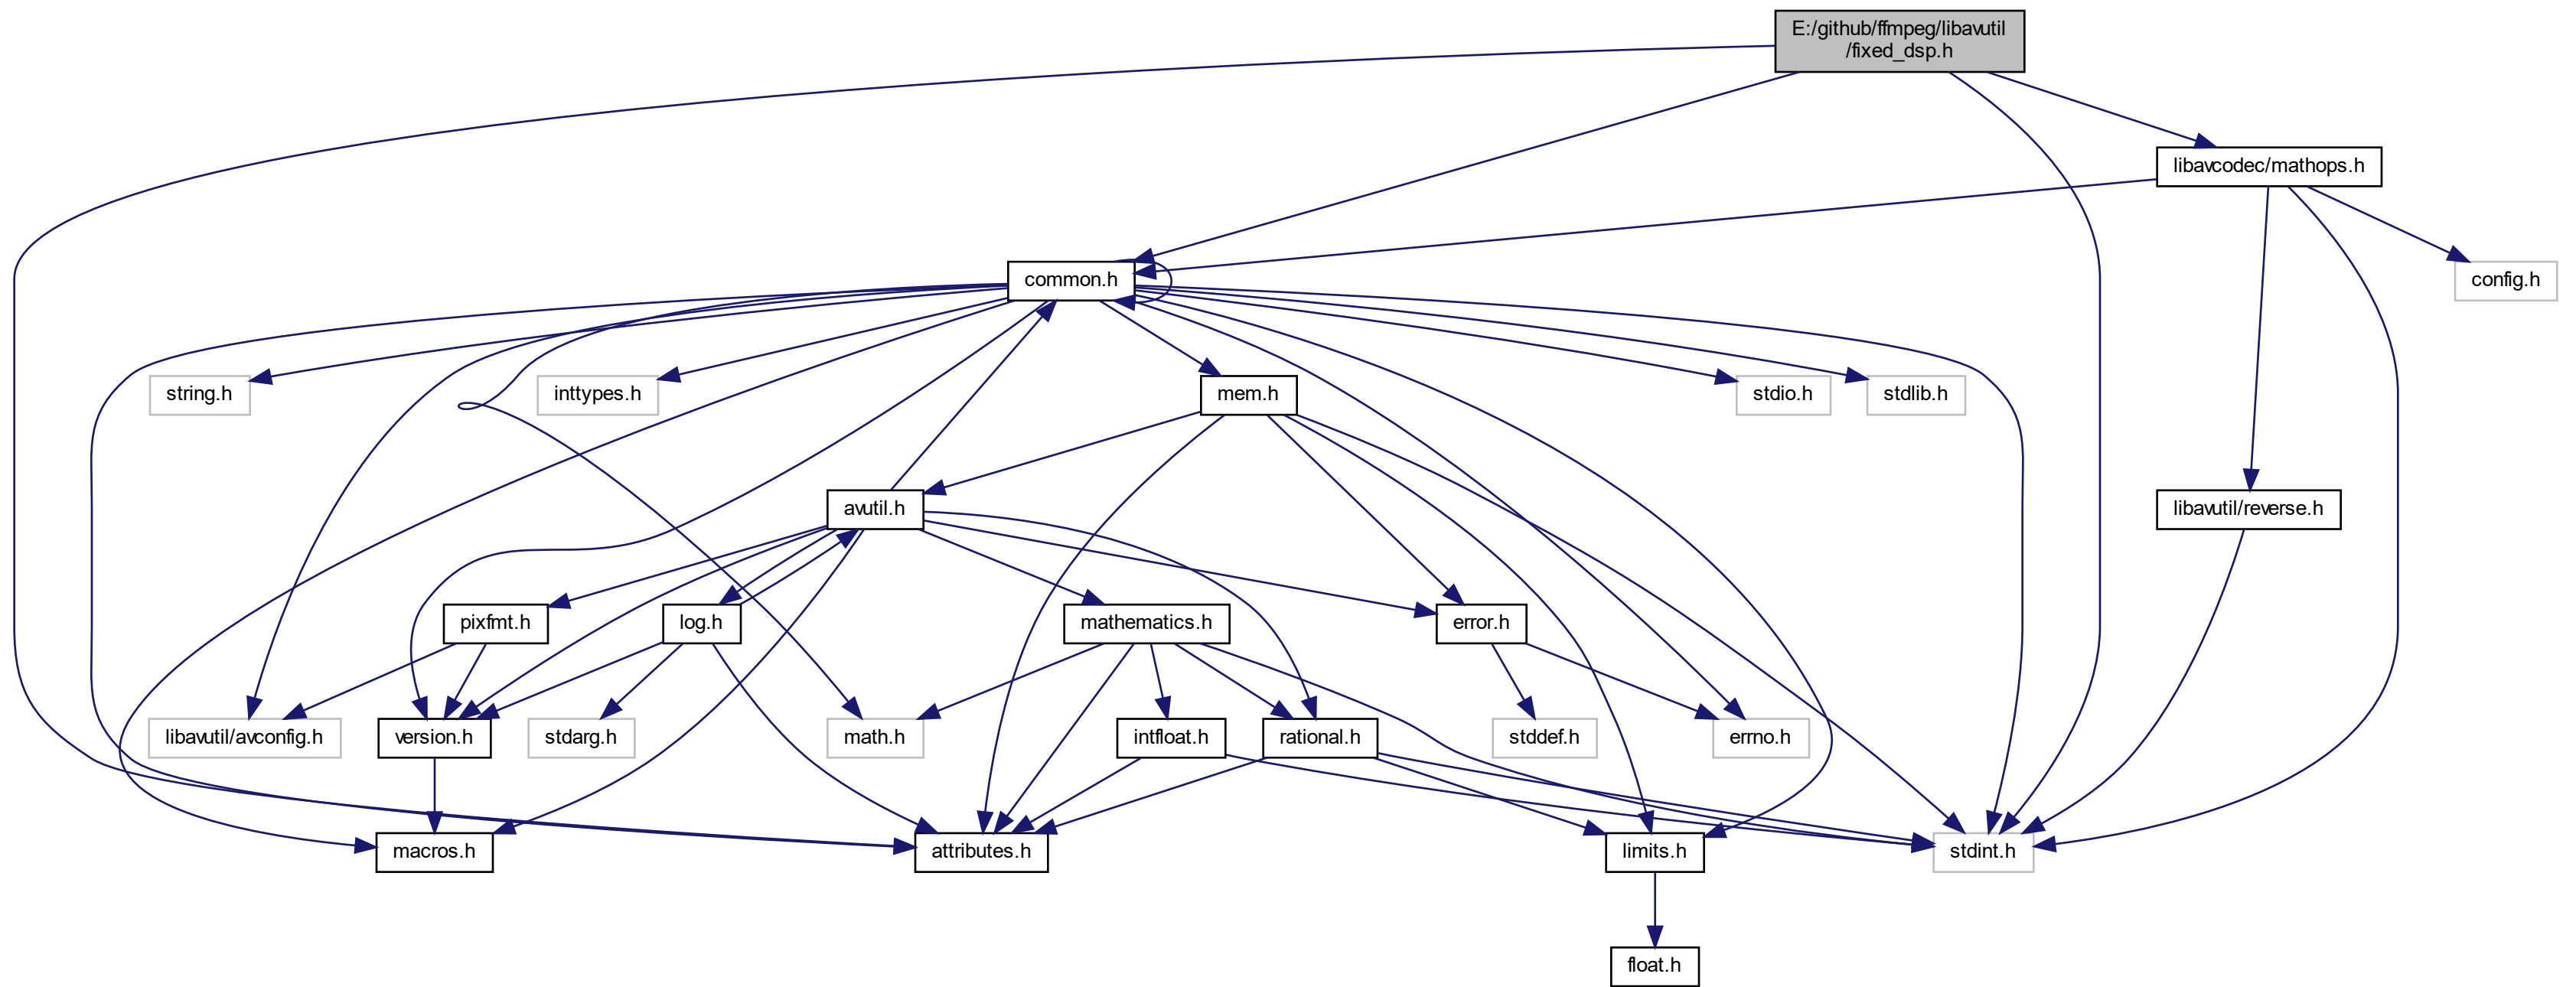 E:/github/ffmpeg/libavutil
/fixed_dsp.h
libavcodec/mathops.h
common.h
config.h
string.h
inttypes.h
mem.h
stdio.h
stdlib.h
avutil.h
libavutil/reverse.h
pixfmt.h
log.h
mathematics.h
error.h
libavutil/avconfig.h
version.h
stdarg.h
math.h
intfloat.h
rational.h
stddef.h
errno.h
macros.h
attributes.h
limits.h
stdint.h
float.h